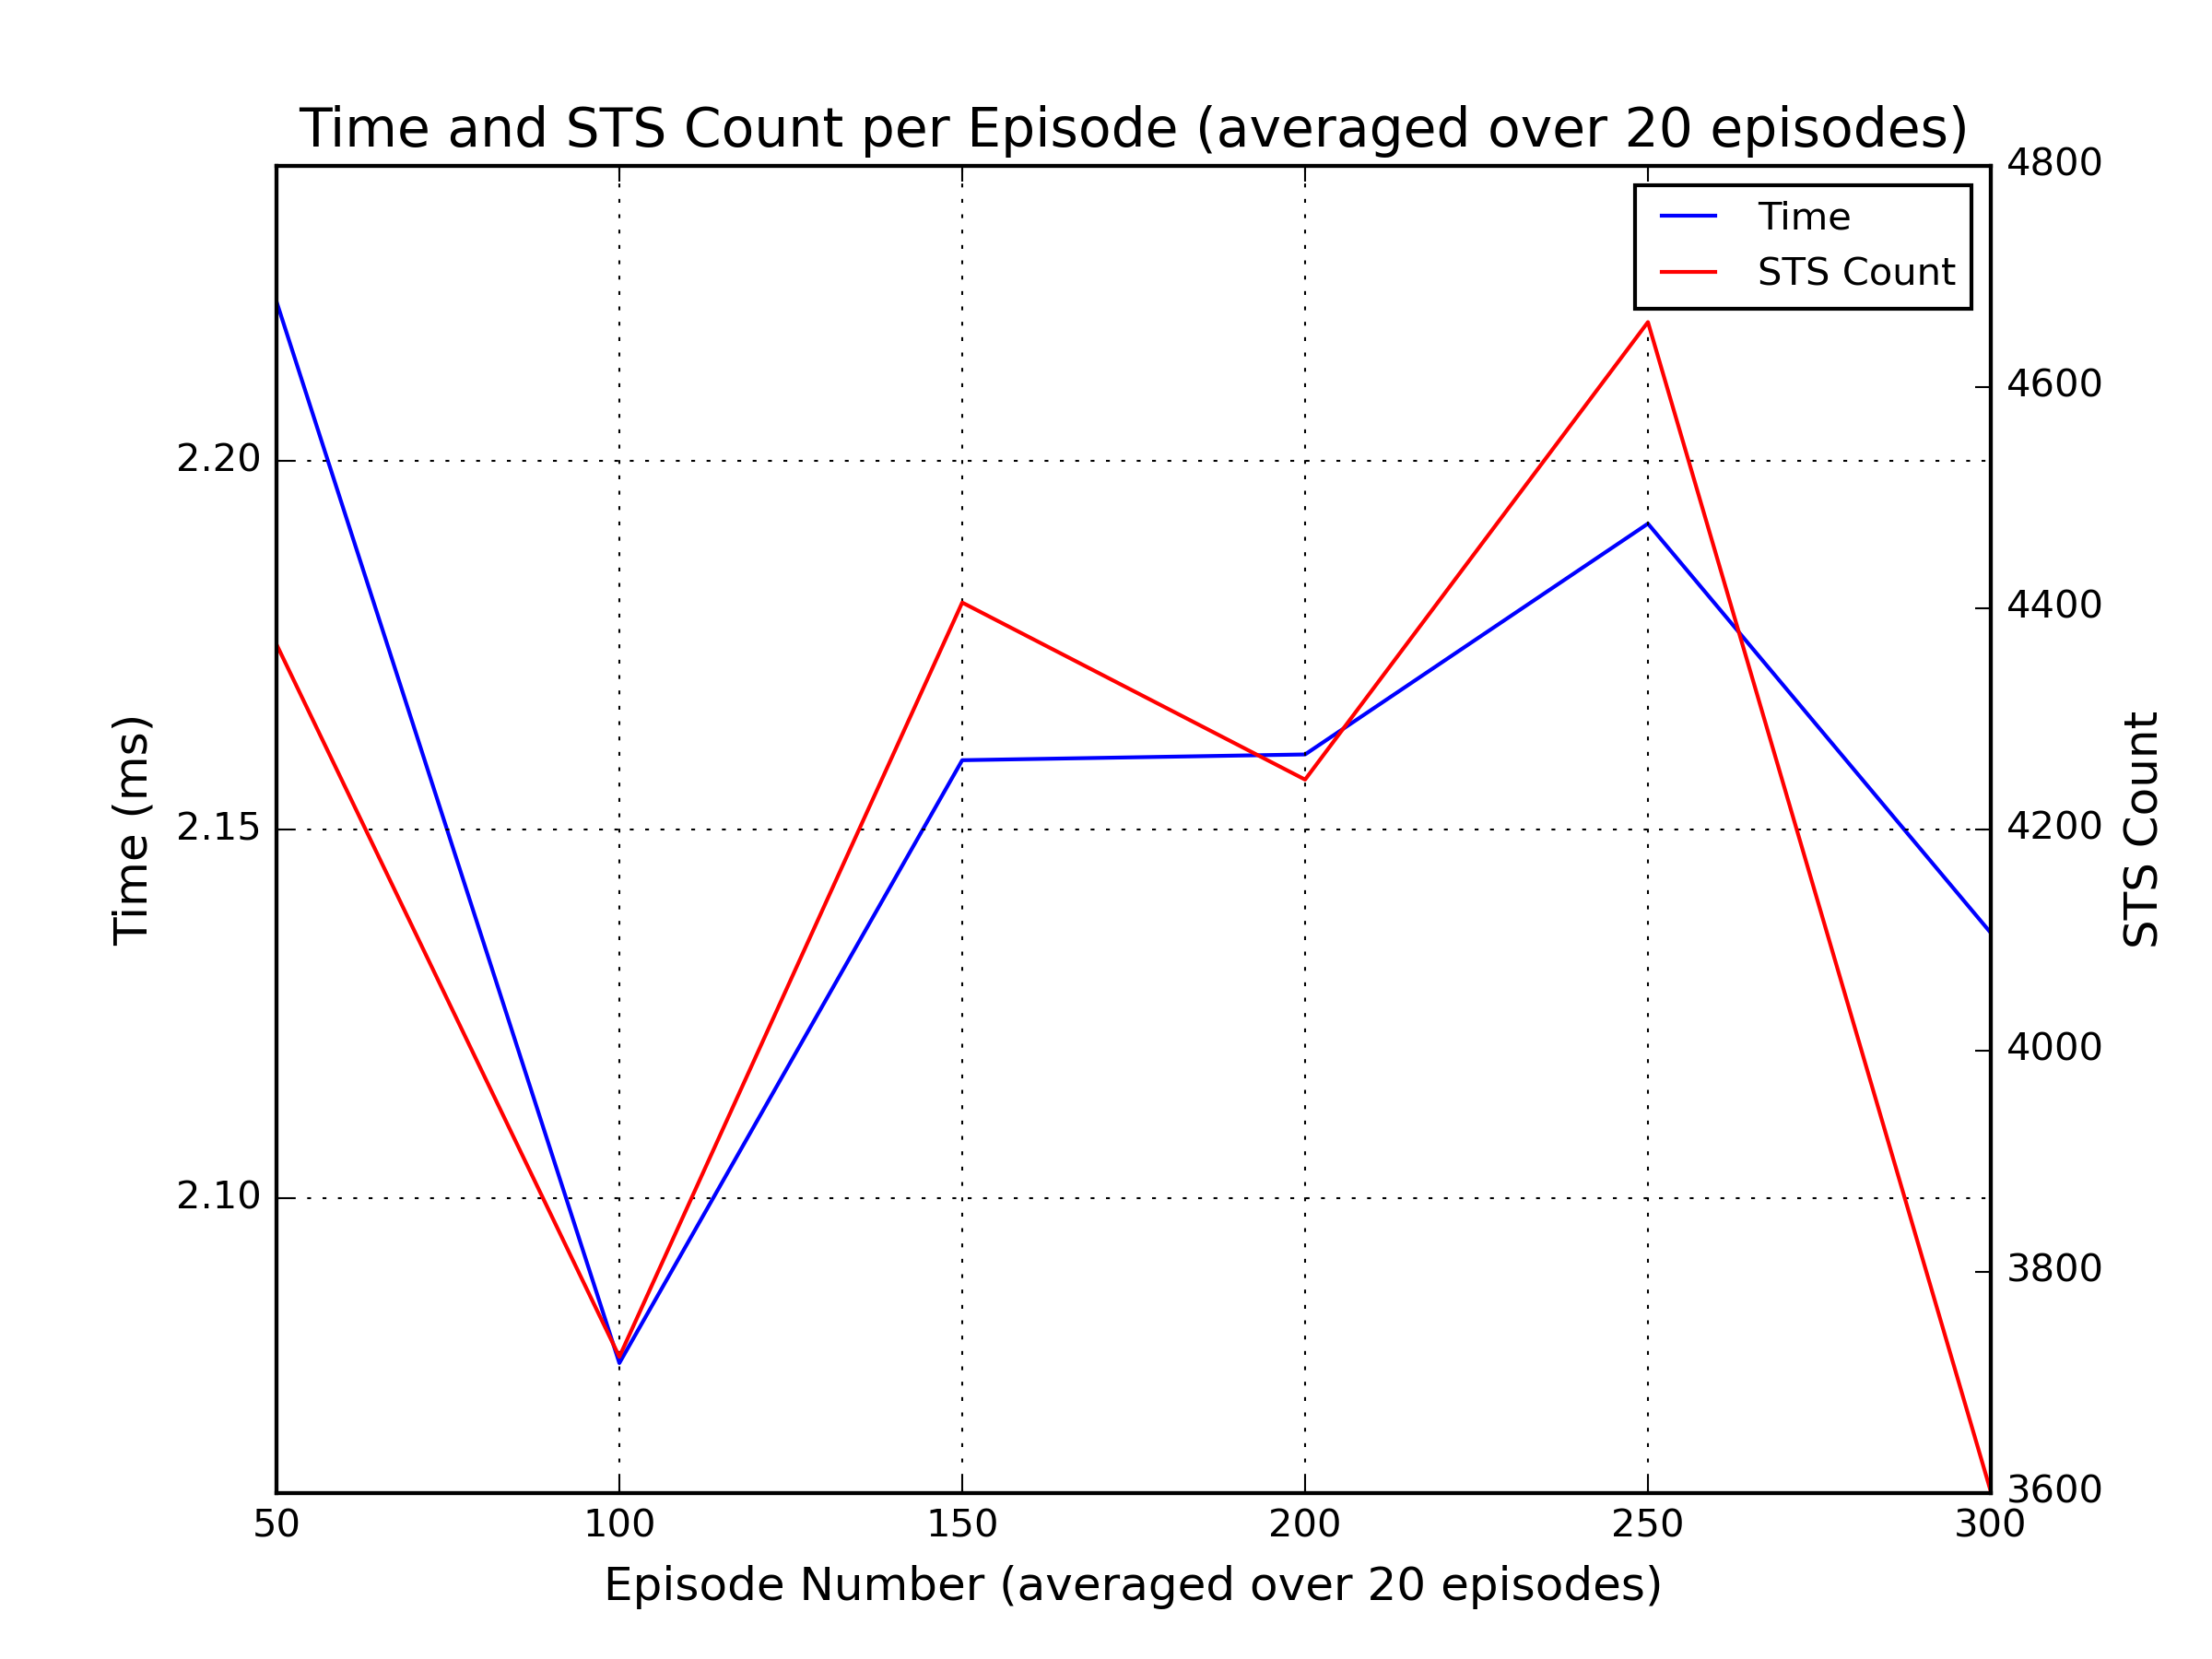 Time and STS Count per Episode (averaged over 20 episodes)
Time
STS Count
2.20
2.15
2.10
Time (ms)
4800
4600
4400
4200
4000
3800
3600
STS Count
50 100 150 200 250 300
Episode Number (averaged over 20 episodes)